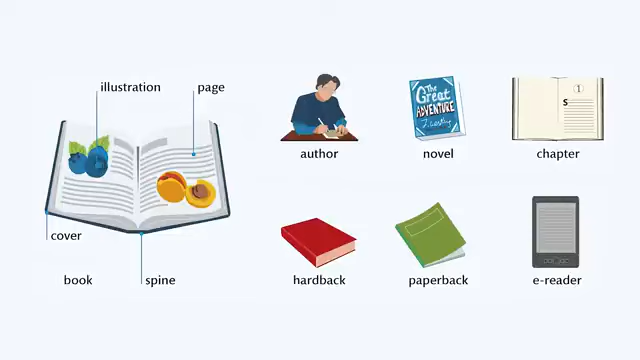 illustration
page
cover
book
spine
The
Great
ADVENTURE
author
novel
1
S
chapter
hardback
paperback
e-reader